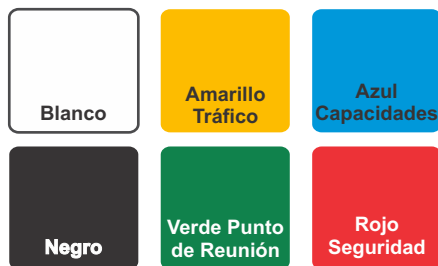 Blanco
Amarillo
Tráfico
Azul
Capacidades
Negro
Verde Punto
de Reunión
Rojo
Seguridad